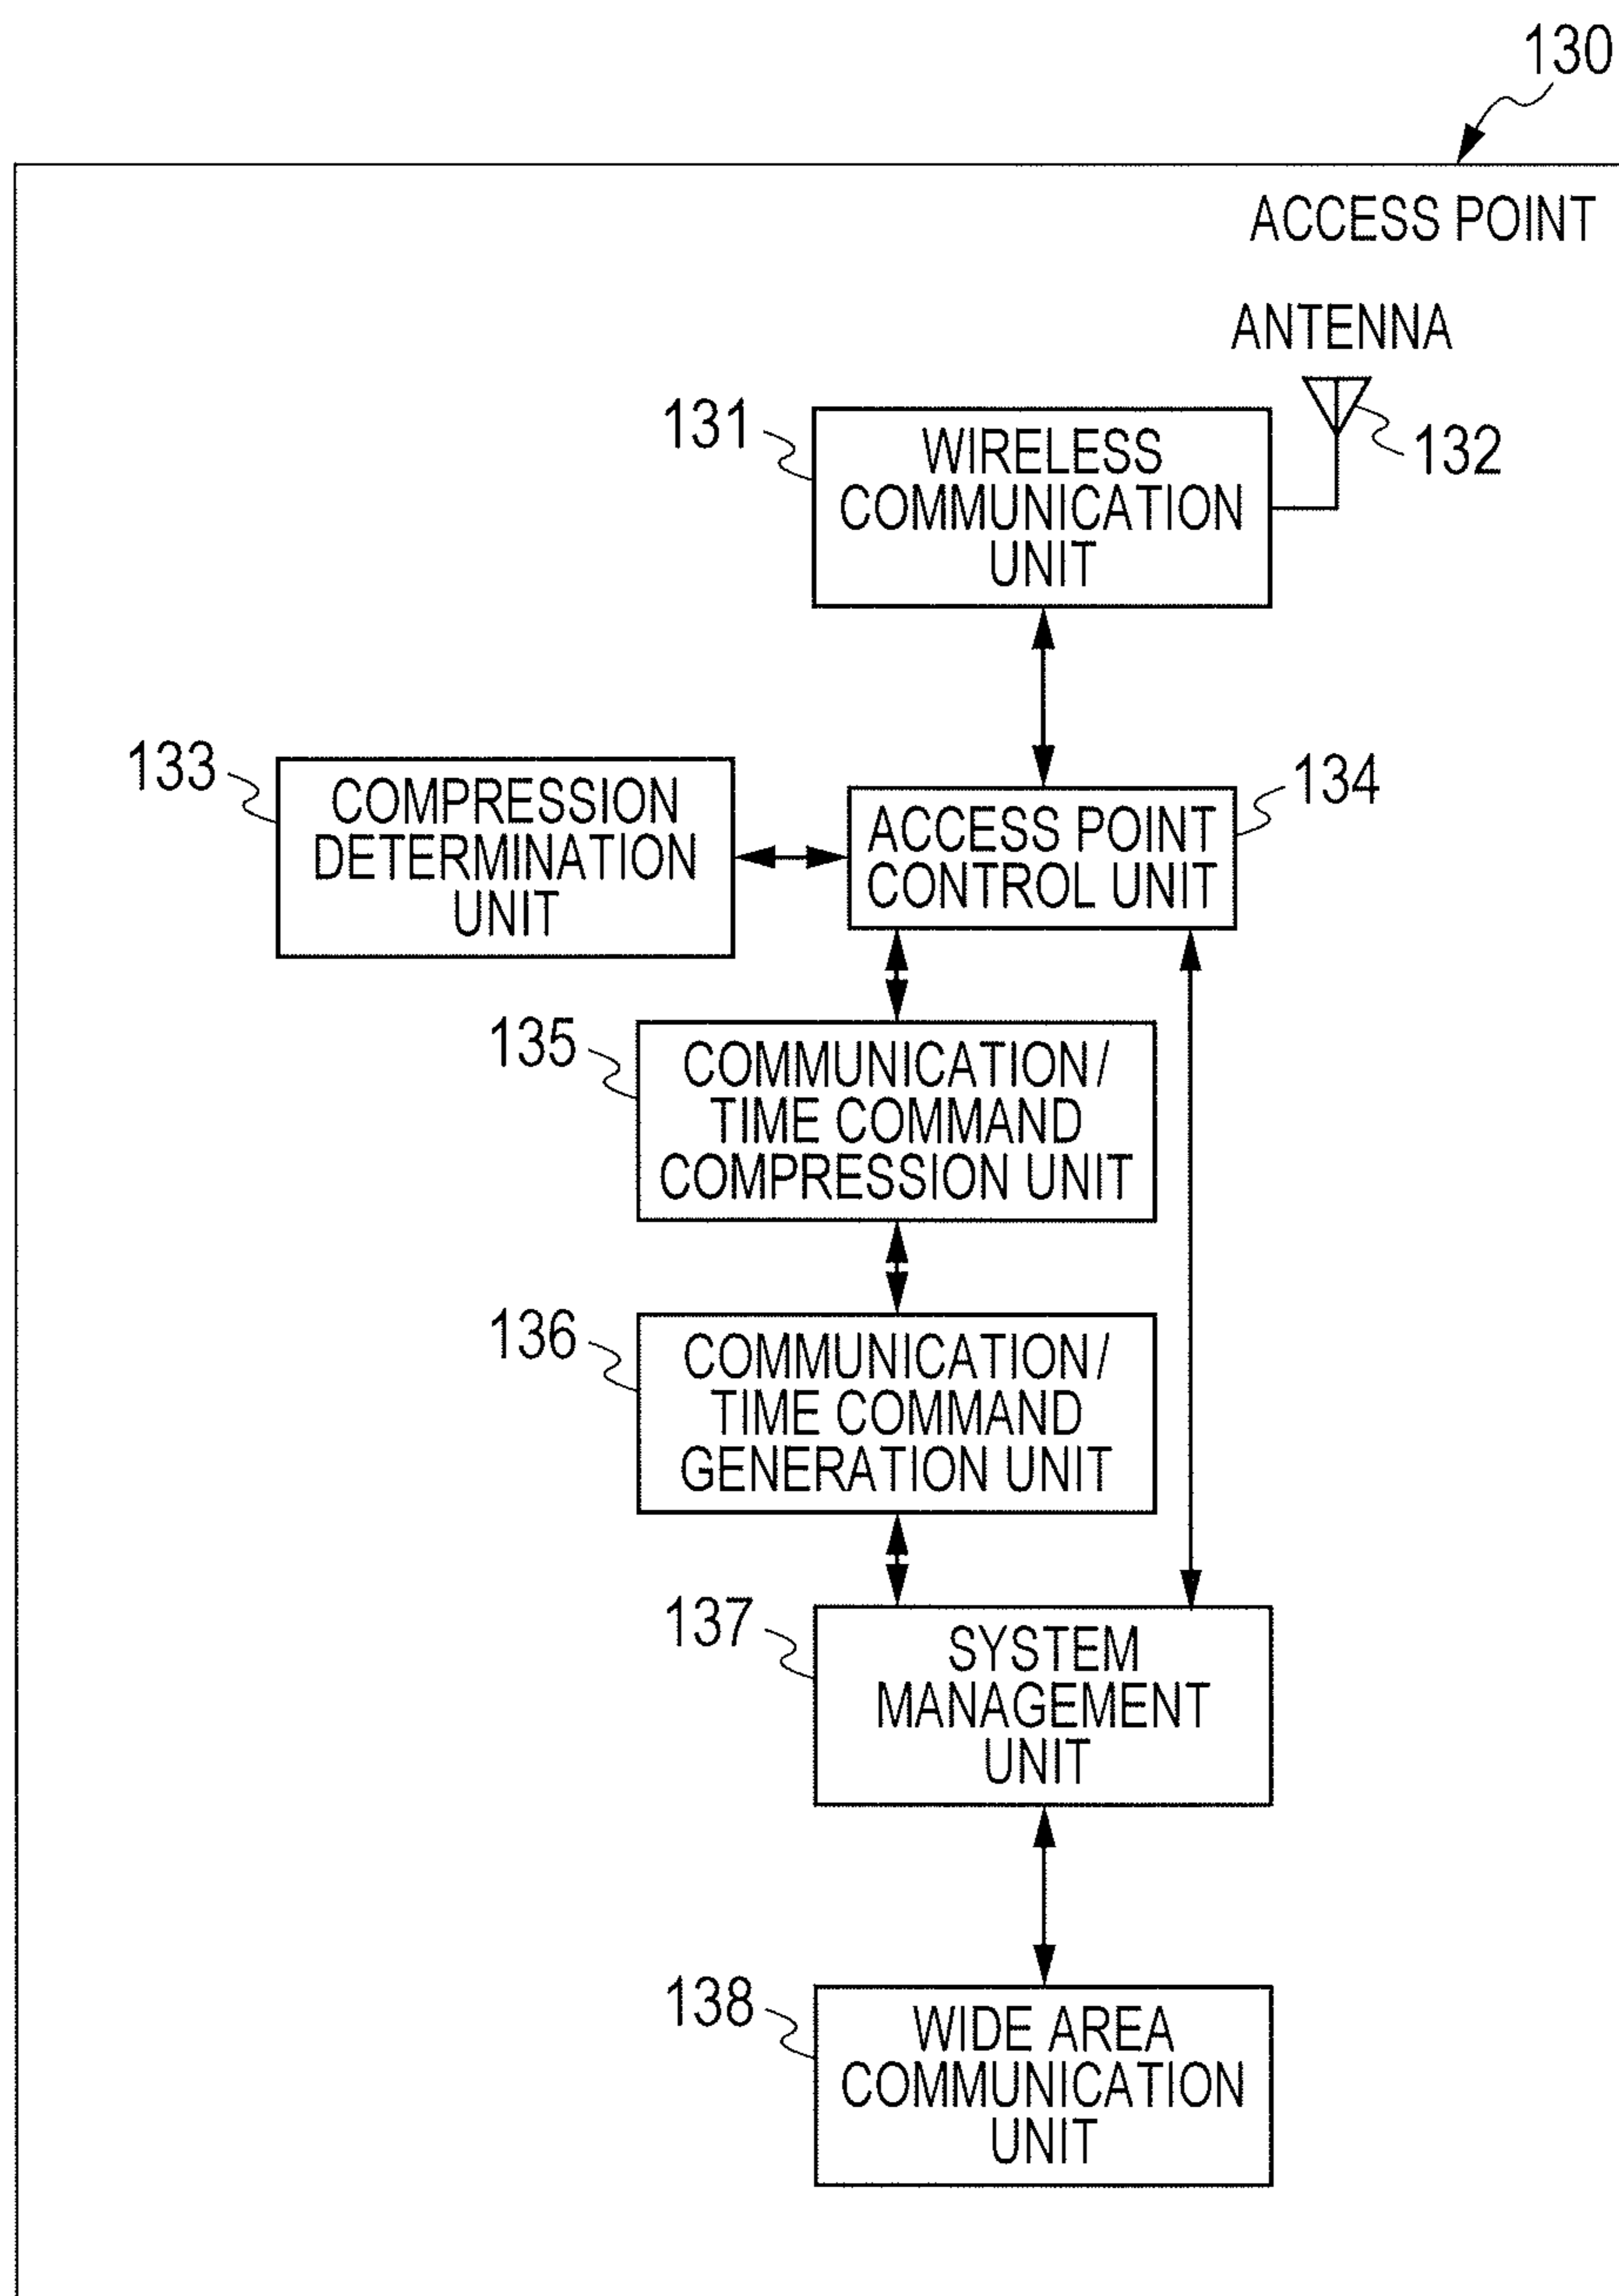 130
ACCESS POINT
ANTENNA
131
132
WIRELESS
COMMUNICATION
UNIT
133
COMPRESSION
DETERMINATION
UNIT
134
ACCESS POINT
CONTROL UNIT
135
COMMUNICATION/
TIME COMMAND
COMPRESSION UNIT
136
COMMUNICATION/
TIME COMMAND
GENERATION UNIT
137
SYSTEM
MANAGEMENT
UNIT
138
WIDE AREA
COMMUNICATION
UNIT